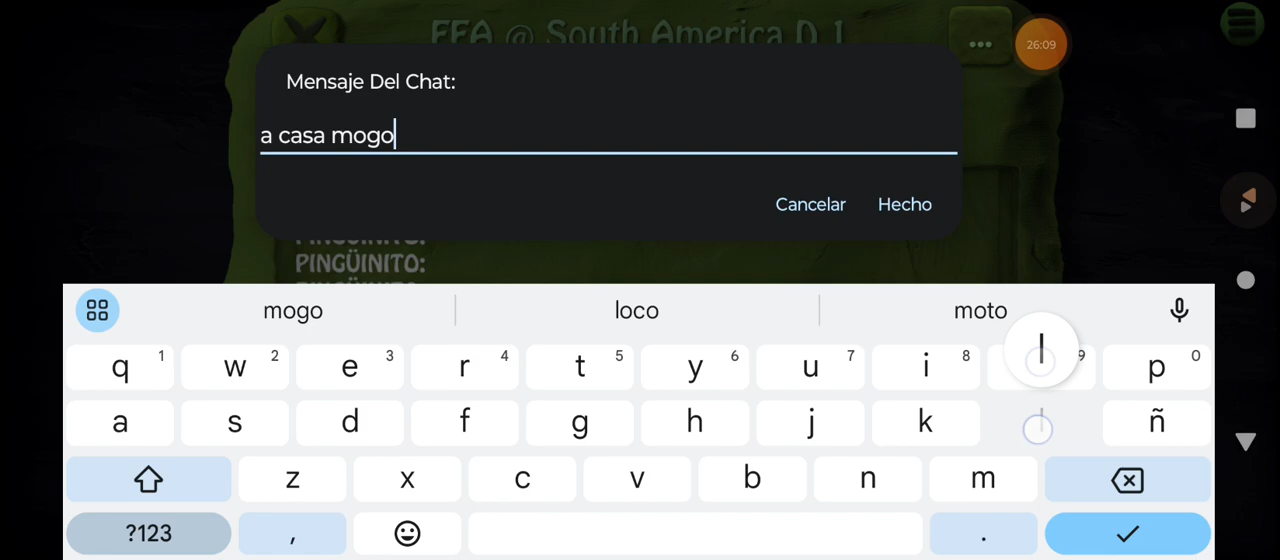 FFA @ South America D 1
26:09
Mensaje Del Chat:
a casa mogo
Cancelar Hecho
PINGÜINITO:
PINGÜINITO:
mogo loco moto
q 1 w 2 e 3 r 4 t 5 y 6 u 7 i 8 9 p 0
l
a s d f g h j k l ñ
z x c v b n m
?123 , .